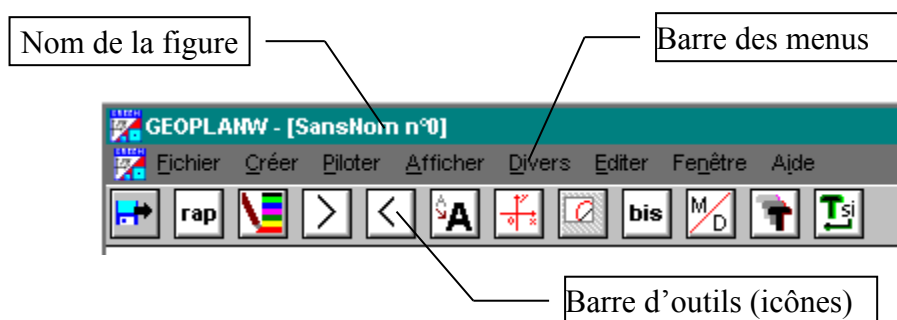 Nom de la figure
Barre des menus
GEOPLANW - [SansNom n°0]
Fichier Créer Piloter Afficher Divers Editer Fenêtre Aide
rap > < A A o y x bis M/D T T si
Barre d’outils (icônes)